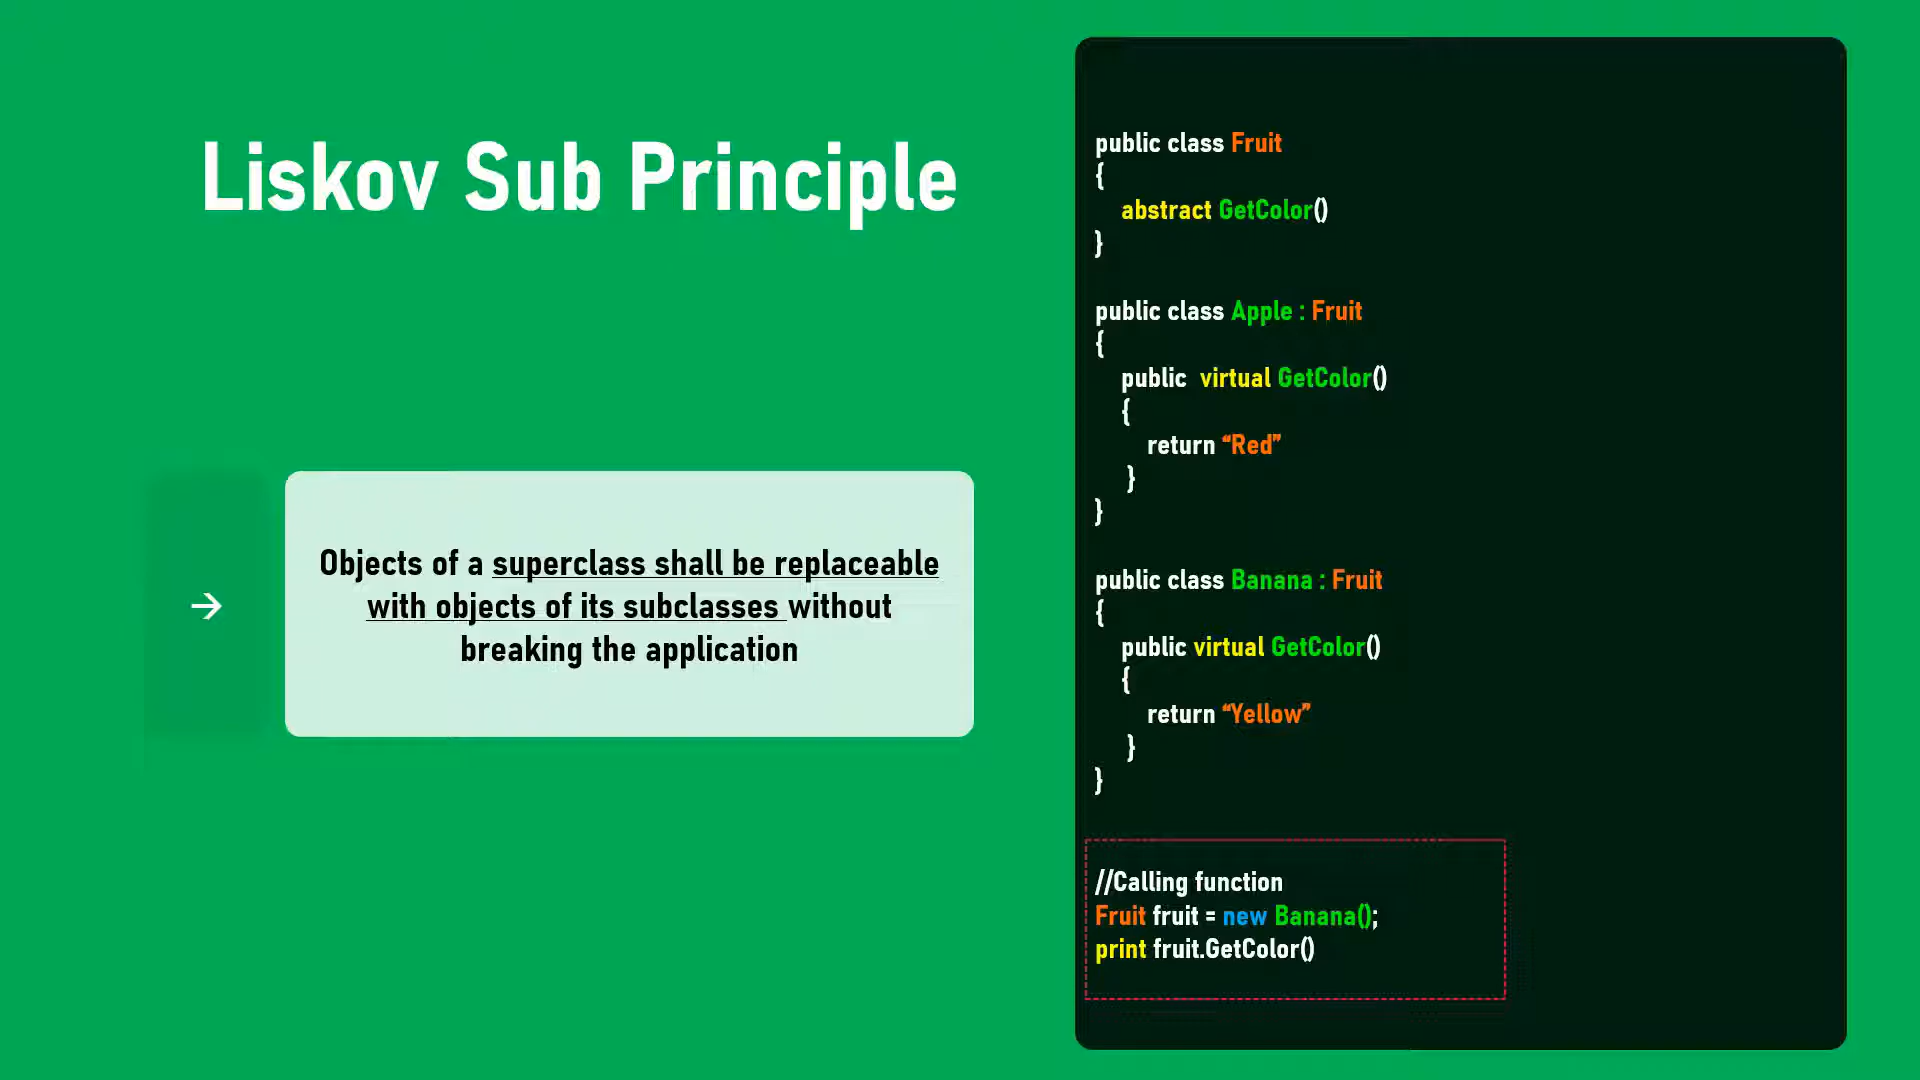 Liskov Sub Principle
Objects of a superclass shall be replaceable
with objects of its subclasses without
breaking the application
public class Fruit
{
abstract GetColor()
}
public class Apple : Fruit
{
public virtual GetColor()
{
return “Red”
}
}
public class Banana : Fruit
{
public virtual GetColor()
{
return “Yellow”
}
}
//Calling function
Fruit fruit = new Banana();
print fruit.GetColor()